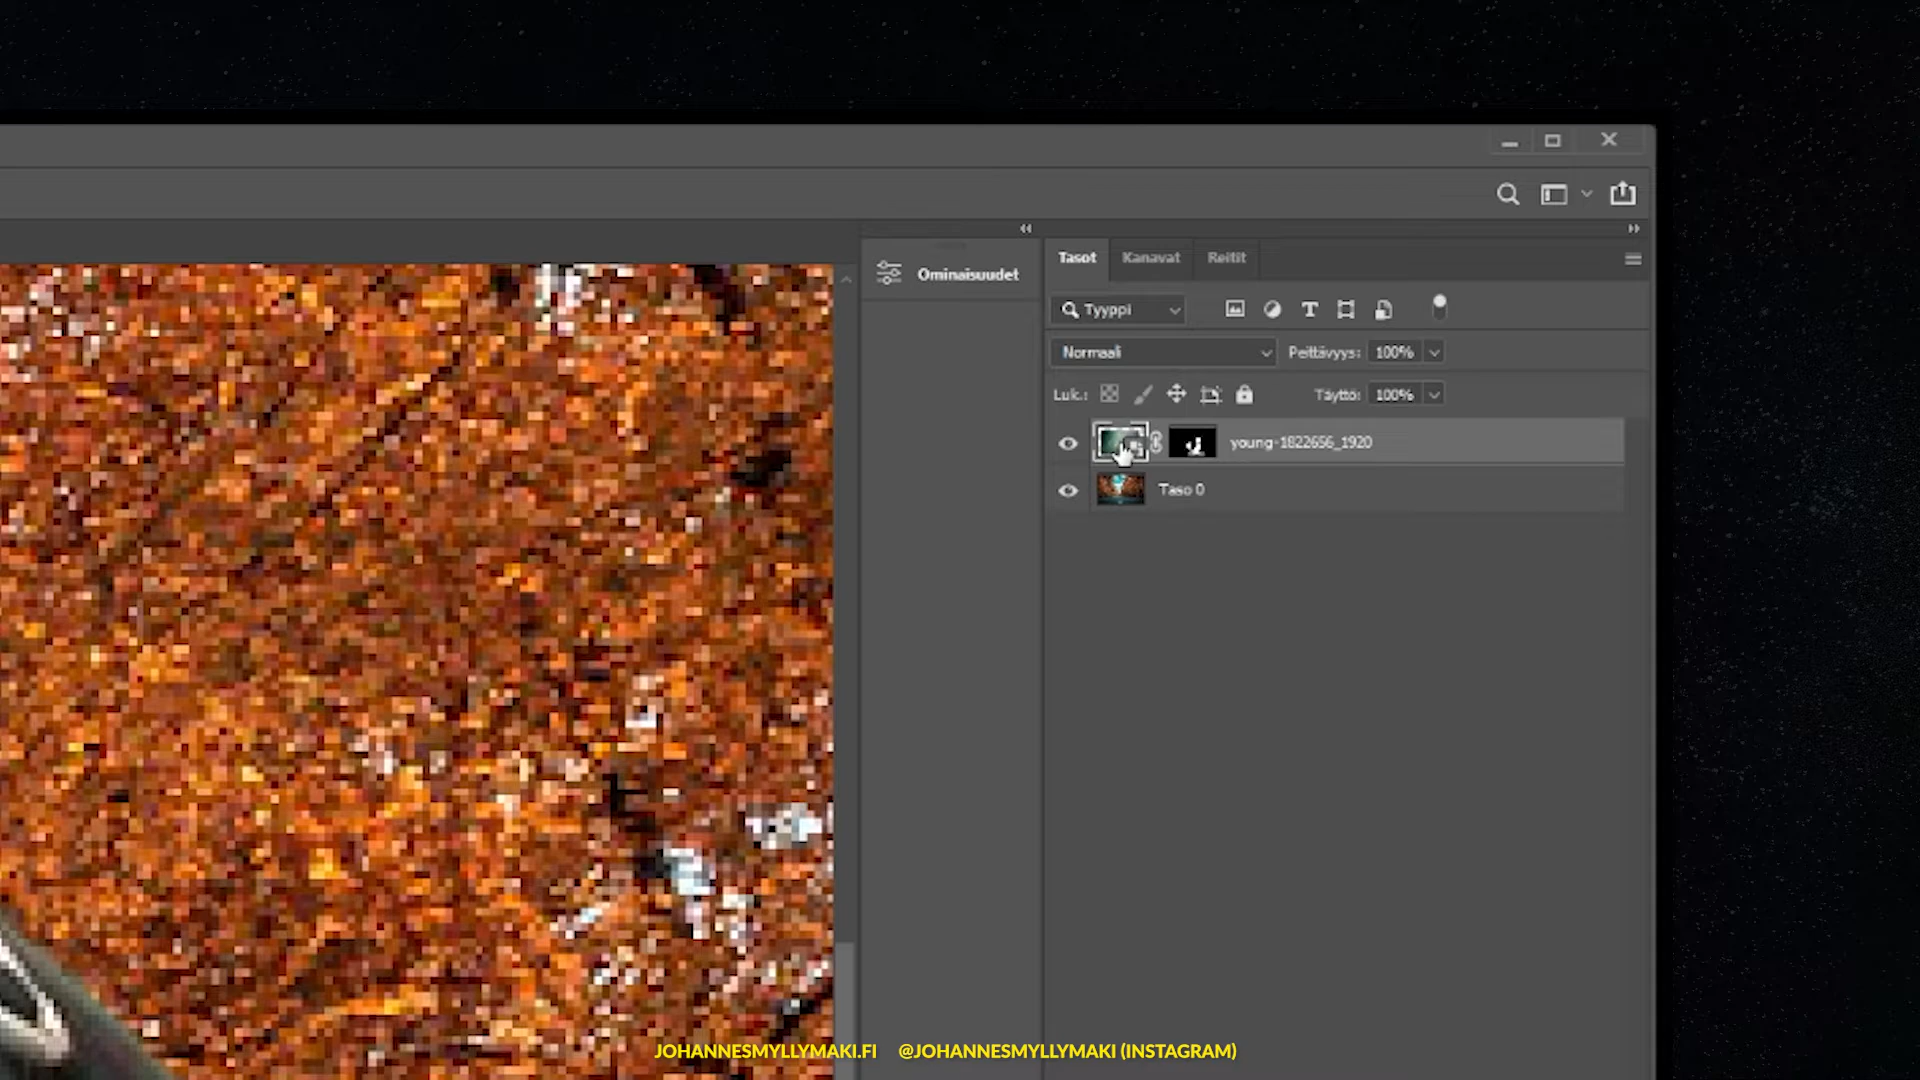 Ominaisuudet
Tasot Kanavat Reitit
Tyyppi
Normaali Peittävyys: 100%
Luk.: Täyttö: 100%
young-1822656_1920
Taso 0
JOHANNESMYLLYMAKI.FI @JOHANNESMYLLYMAKI (INSTAGRAM)